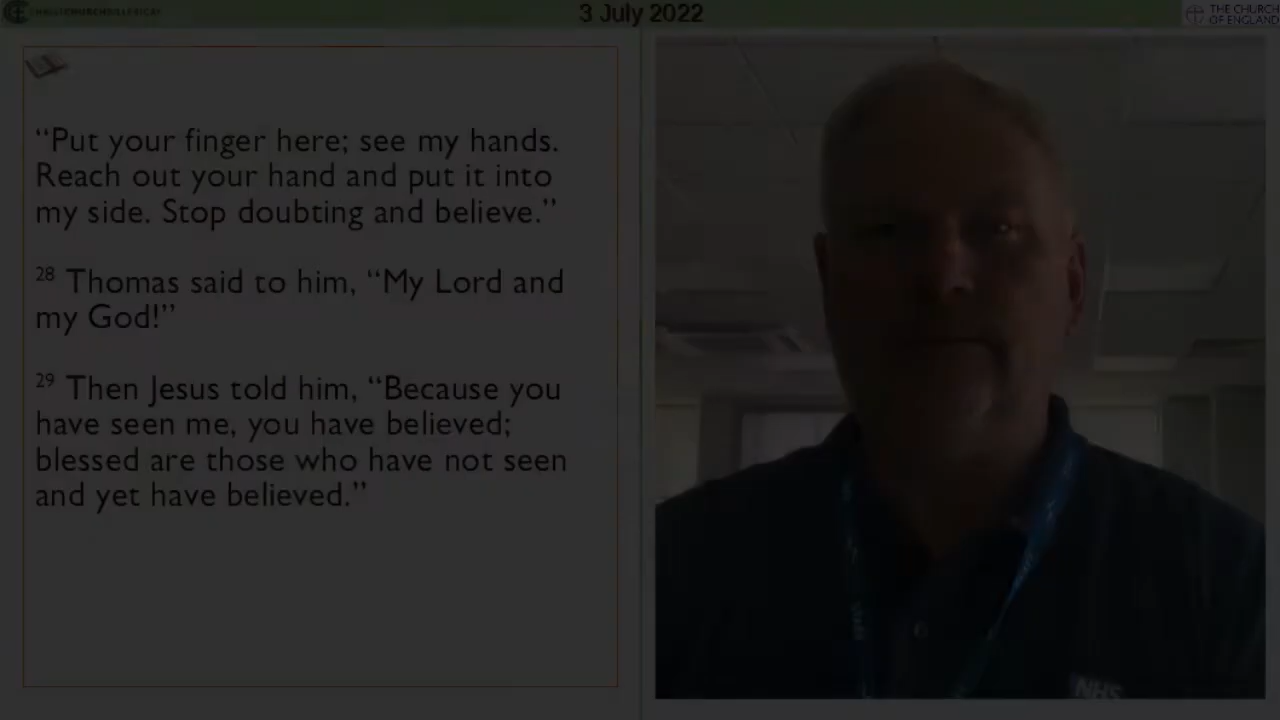 CHRISTCHURCHBILLERICAY
3 July 2022
THE CHURCH
OF ENGLAND
“Put your finger here; see my hands.
Reach out your hand and put it into
my side. Stop doubting and believe.”
28 Thomas said to him, “My Lord and
my God!”
29 Then Jesus told him, “Because you
have seen me, you have believed;
blessed are those who have not seen
and yet have believed.”
NHS